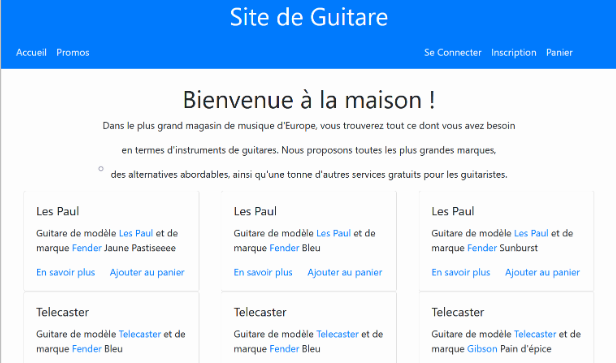 Site de Guitare
Accueil Promos Se Connecter Inscription Panier
Bienvenue à la maison !
Dans le plus grand magasin de musique d'Europe, vous trouverez tout ce dont vous avez besoin
en termes d'instruments de guitares. Nous proposons toutes les plus grandes marques,
des alternatives abordables, ainsi qu'une tonne d'autres services gratuits pour les guitaristes.
Les Paul
Guitare de modèle Les Paul et de
marque Fender Jaune Pastiseeee
En savoir plus Ajouter au panier
Les Paul
Guitare de modèle Les Paul et de
marque Fender Bleu
En savoir plus Ajouter au panier
Les Paul
Guitare de modèle Les Paul et de
marque Fender Sunburst
En savoir plus Ajouter au panier
Telecaster
Guitare de modèle Telecaster et de
marque Fender Bleu
Telecaster
Guitare de modèle Telecaster et de
marque Fender Bleu
Telecaster
Guitare de modèle Telecaster et de
marque Gibson Pain d'épice